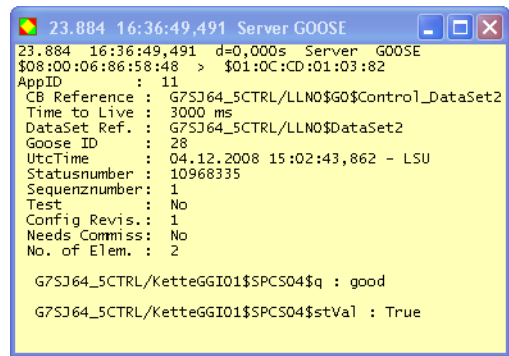 23.884 16:36:49,491 Server GOOSE
23.884 16:36:49,491 d=0,000s Server GOOSE
$08:00:06:86:58:48 > $01:0C:CD:01:03:82
AppID : 11
CB Reference : G7SJ64_5CTRL/LLN0$GO$Control_DataSet2
Time to Live : 3000 ms
DataSet Ref. : G7SJ64_5CTRL/LLN0$DataSet2
Goose ID : 28
UtcTime : 04.12.2008 15:02:43,862 - LSU
Statusnumber : 10968335
Sequenznumber: 1
Test : No
Config Revis.: 1
Needs Commiss: No
No. of Elem. : 2
G7SJ64_5CTRL/KetteGGIO1$SPCSO4$q : good
G7SJ64_5CTRL/KetteGGIO1$SPCSO4$stVal : True